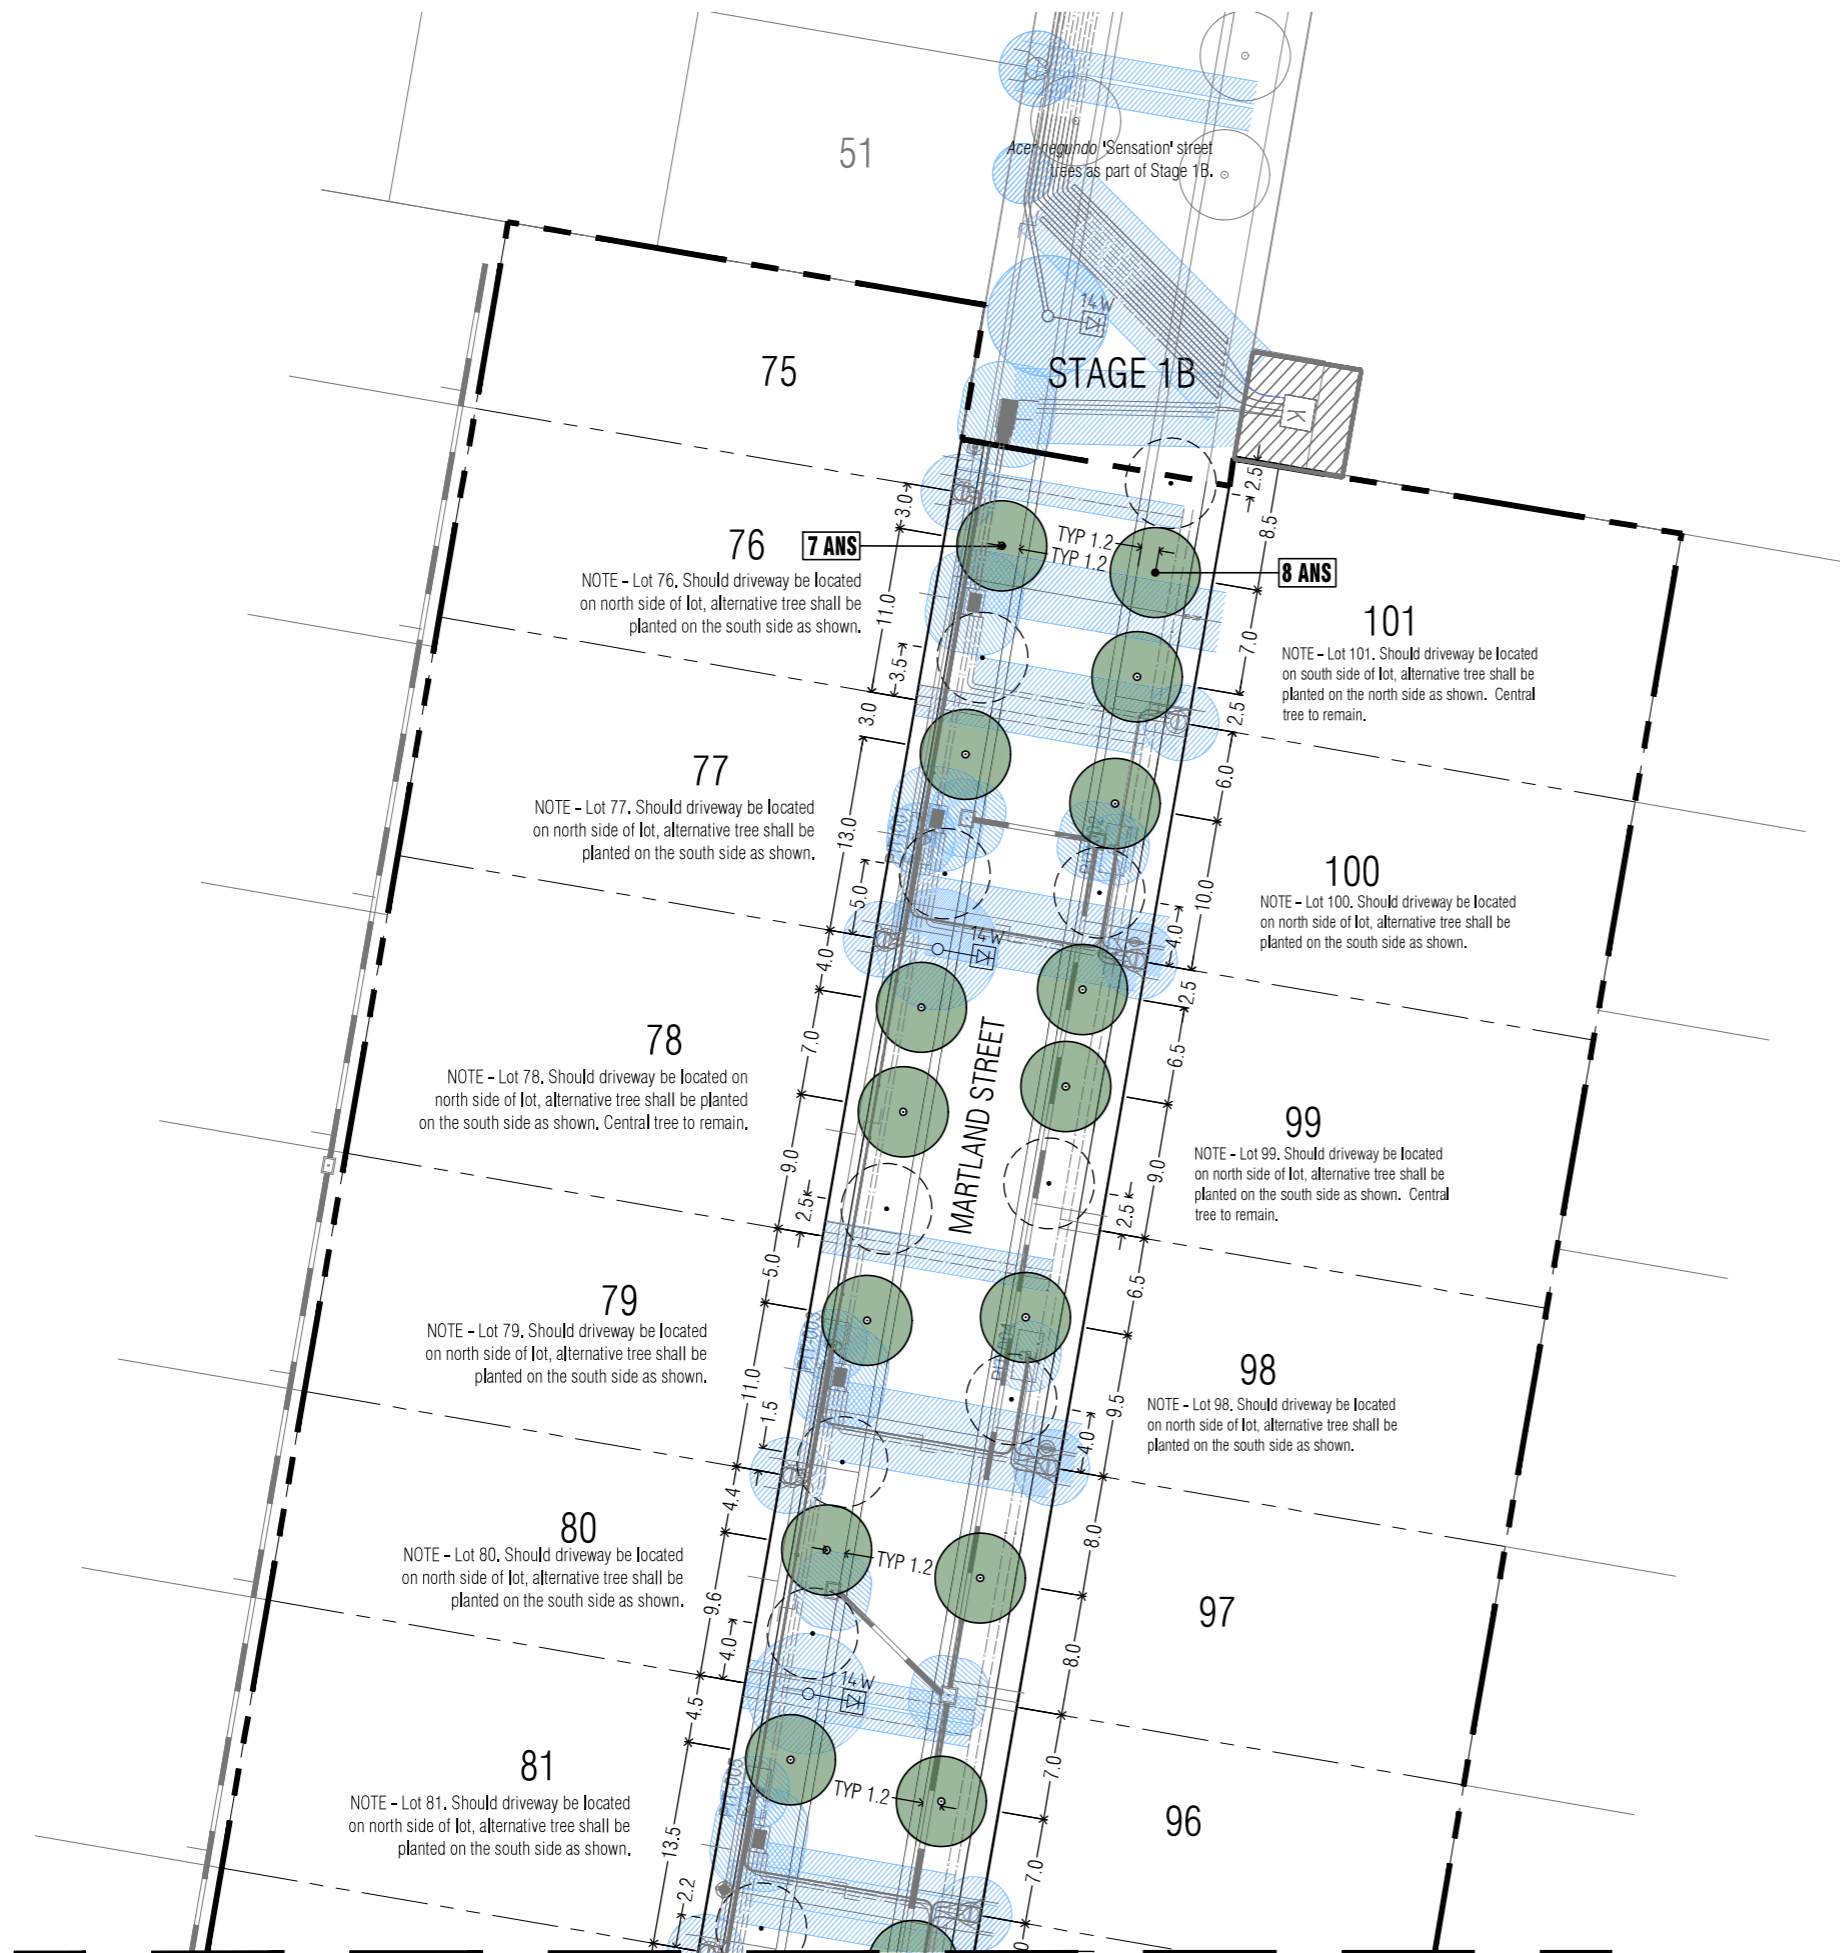 51
Acer negundo 'Sensation' street
trees as part of Stage 1B.
14W
75
STAGE 1B
K
2.5
8.5
3.0
76
7 ANS
TYP 1.2
TYP 1.2
8 ANS
NOTE - Lot 76. Should driveway be located
on north side of lot, alternative tree shall be
planted on the south side as shown.
11.0
3.5
7.0
101
NOTE - Lot 101. Should driveway be located
on south side of lot, alternative tree shall be
planted on the north side as shown. Central
tree to remain.
3.0
2.5
77
NOTE - Lot 77. Should driveway be located
on north side of lot, alternative tree shall be
planted on the south side as shown.
13.0
5.0
6.0
10.0
4.0
100
NOTE - Lot 100. Should driveway be located
on north side of lot, alternative tree shall be
planted on the south side as shown.
14W
4.0
2.5
78
NOTE - Lot 78. Should driveway be located on
north side of lot, alternative tree shall be planted
on the south side as shown. Central tree to remain.
7.0
9.0
2.5
MARTLAND STREET
6.5
9.0
2.5
99
NOTE - Lot 99. Should driveway be located
on north side of lot, alternative tree shall be
planted on the south side as shown. Central
tree to remain.
79
NOTE - Lot 79. Should driveway be located
on north side of lot, alternative tree shall be
planted on the south side as shown.
5.0
11.0
1.5
6.5
9.5
4.0
98
NOTE - Lot 98. Should driveway be located
on north side of lot, alternative tree shall be
planted on the south side as shown.
80
NOTE - Lot 80. Should driveway be located
on north side of lot, alternative tree shall be
planted on the south side as shown.
4.4
9.6
4.0
TYP 1.2
8.0
8.0
97
14W
81
NOTE - Lot 81. Should driveway be located
on north side of lot, alternative tree shall be
planted on the south side as shown.
4.5
13.5
2.2
TYP 1.2
7.0
7.0
96